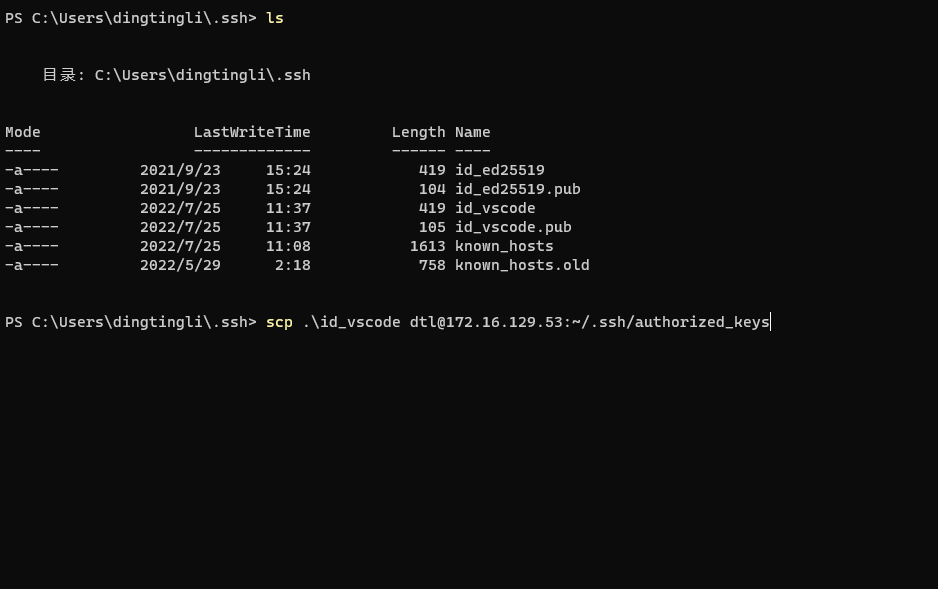 PS C:\Users\dingtingli\.ssh> ls
目录: C:\Users\dingtingli\.ssh
Mode                 LastWriteTime         Length Name
----                 -------------         ------ ----
-a----         2021/9/23     15:24            419 id_ed25519
-a----         2021/9/23     15:24            104 id_ed25519.pub
-a----         2022/7/25     11:37            419 id_vscode
-a----         2022/7/25     11:37            105 id_vscode.pub
-a----         2022/7/25     11:08           1613 known_hosts
-a----         2022/5/29      2:18            758 known_hosts.old
PS C:\Users\dingtingli\.ssh> scp .\id_vscode dtl@172.16.129.53:~/.ssh/authorized_keys